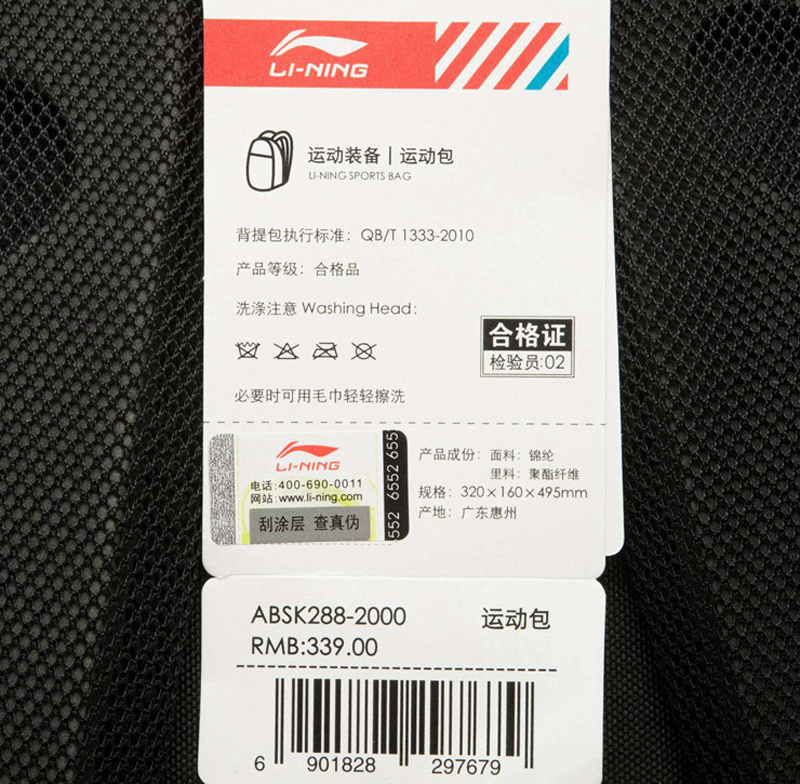 LI-NING
运动装备 | 运动包
LI-NING SPORTS BAG
背提包执行标准：QB/T 1333-2010
产品等级：合格品
洗涤注意 Washing Head：
合格证
检验员:02
必要时可用毛巾轻轻擦洗
LI-NING
电话:400-690-0011
网站:www.li-ning.com
刮涂层 查真伪
552 6552 655
产品成份：面料：锦纶
里料：聚酯纤维
规格：320×160×495mm
产地：广东惠州
ABSK288-2000 运动包
RMB:339.00
6 901828 297679